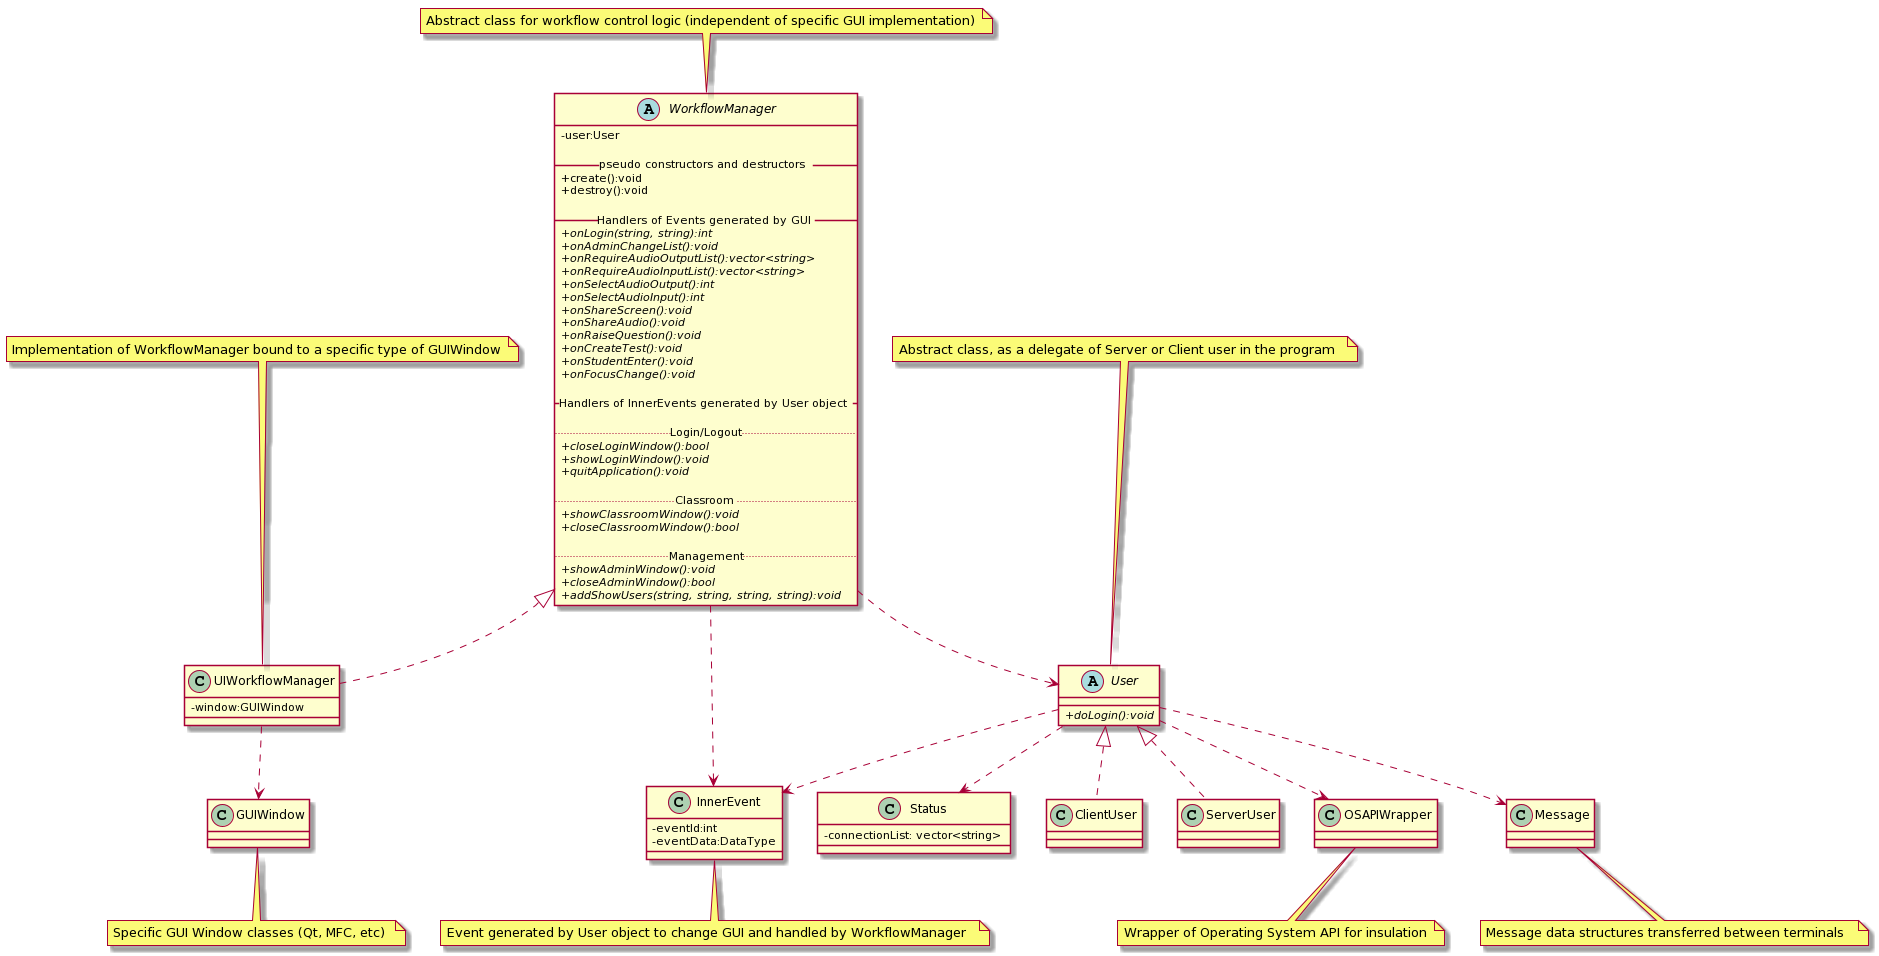 Abstract class for workflow control logic (independent of specific GUI implementation)
A WorkflowManager
-user:User
pseudo constructors and destructors
+create():void
+destroy():void
Handlers of Events generated by GUI
+onLogin(string, string):int
+onAdminChangeList():void
+onRequireAudioOutputList():vector<string>
+onRequireAudioInputList():vector<string>
+onSelectAudioOutput():int
+onSelectAudioInput():int
+onShareScreen():void
+onShareAudio():void
+onRaiseQuestion():void
+onCreateTest():void
+onStudentEnter():void
+onFocusChange():void
Handlers of InnerEvents generated by User object
Login/Logout
+closeLoginWindow():bool
+showLoginWindow():void
+quitApplication():void
Classroom
+showClassroomWindow():void
+closeClassroomWindow():bool
Management
+showAdminWindow():void
+closeAdminWindow():bool
+addShowUsers(string, string, string, string):void
Implementation of WorkflowManager bound to a specific type of GUIWindow
Abstract class, as a delegate of Server or Client user in the program
C UIWorkflowManager
-window:GUIWindow
A User
+doLogin():void
C GUIWindow
C InnerEvent
-eventId:int
-eventData:DataType
C Status
-connectionList: vector<string>
C ClientUser
C ServerUser
C OSAPIWrapper
C Message
Specific GUI Window classes (Qt, MFC, etc)
Event generated by User object to change GUI and handled by WorkflowManager
Wrapper of Operating System API for insulation
Message data structures transferred between terminals